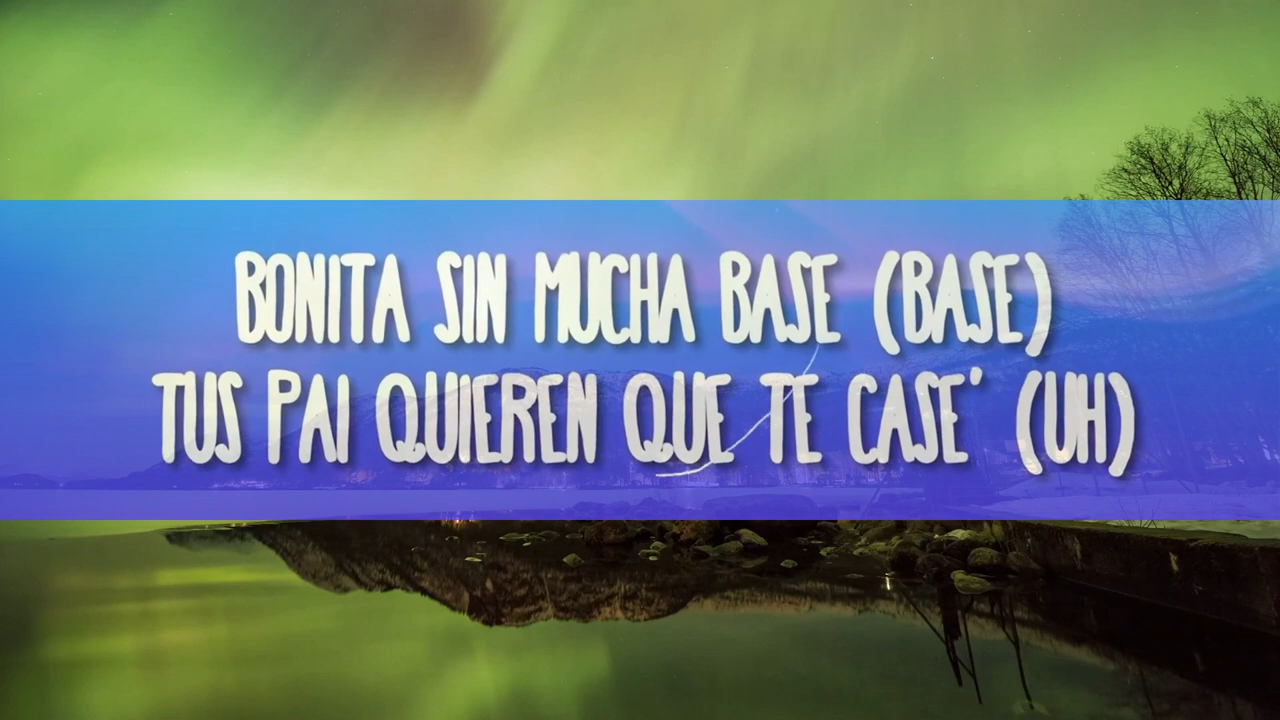 BONITA SIN MUCHA BASE (BASE)
TUS PAI QUIEREN QUE TE CASE' (UH)